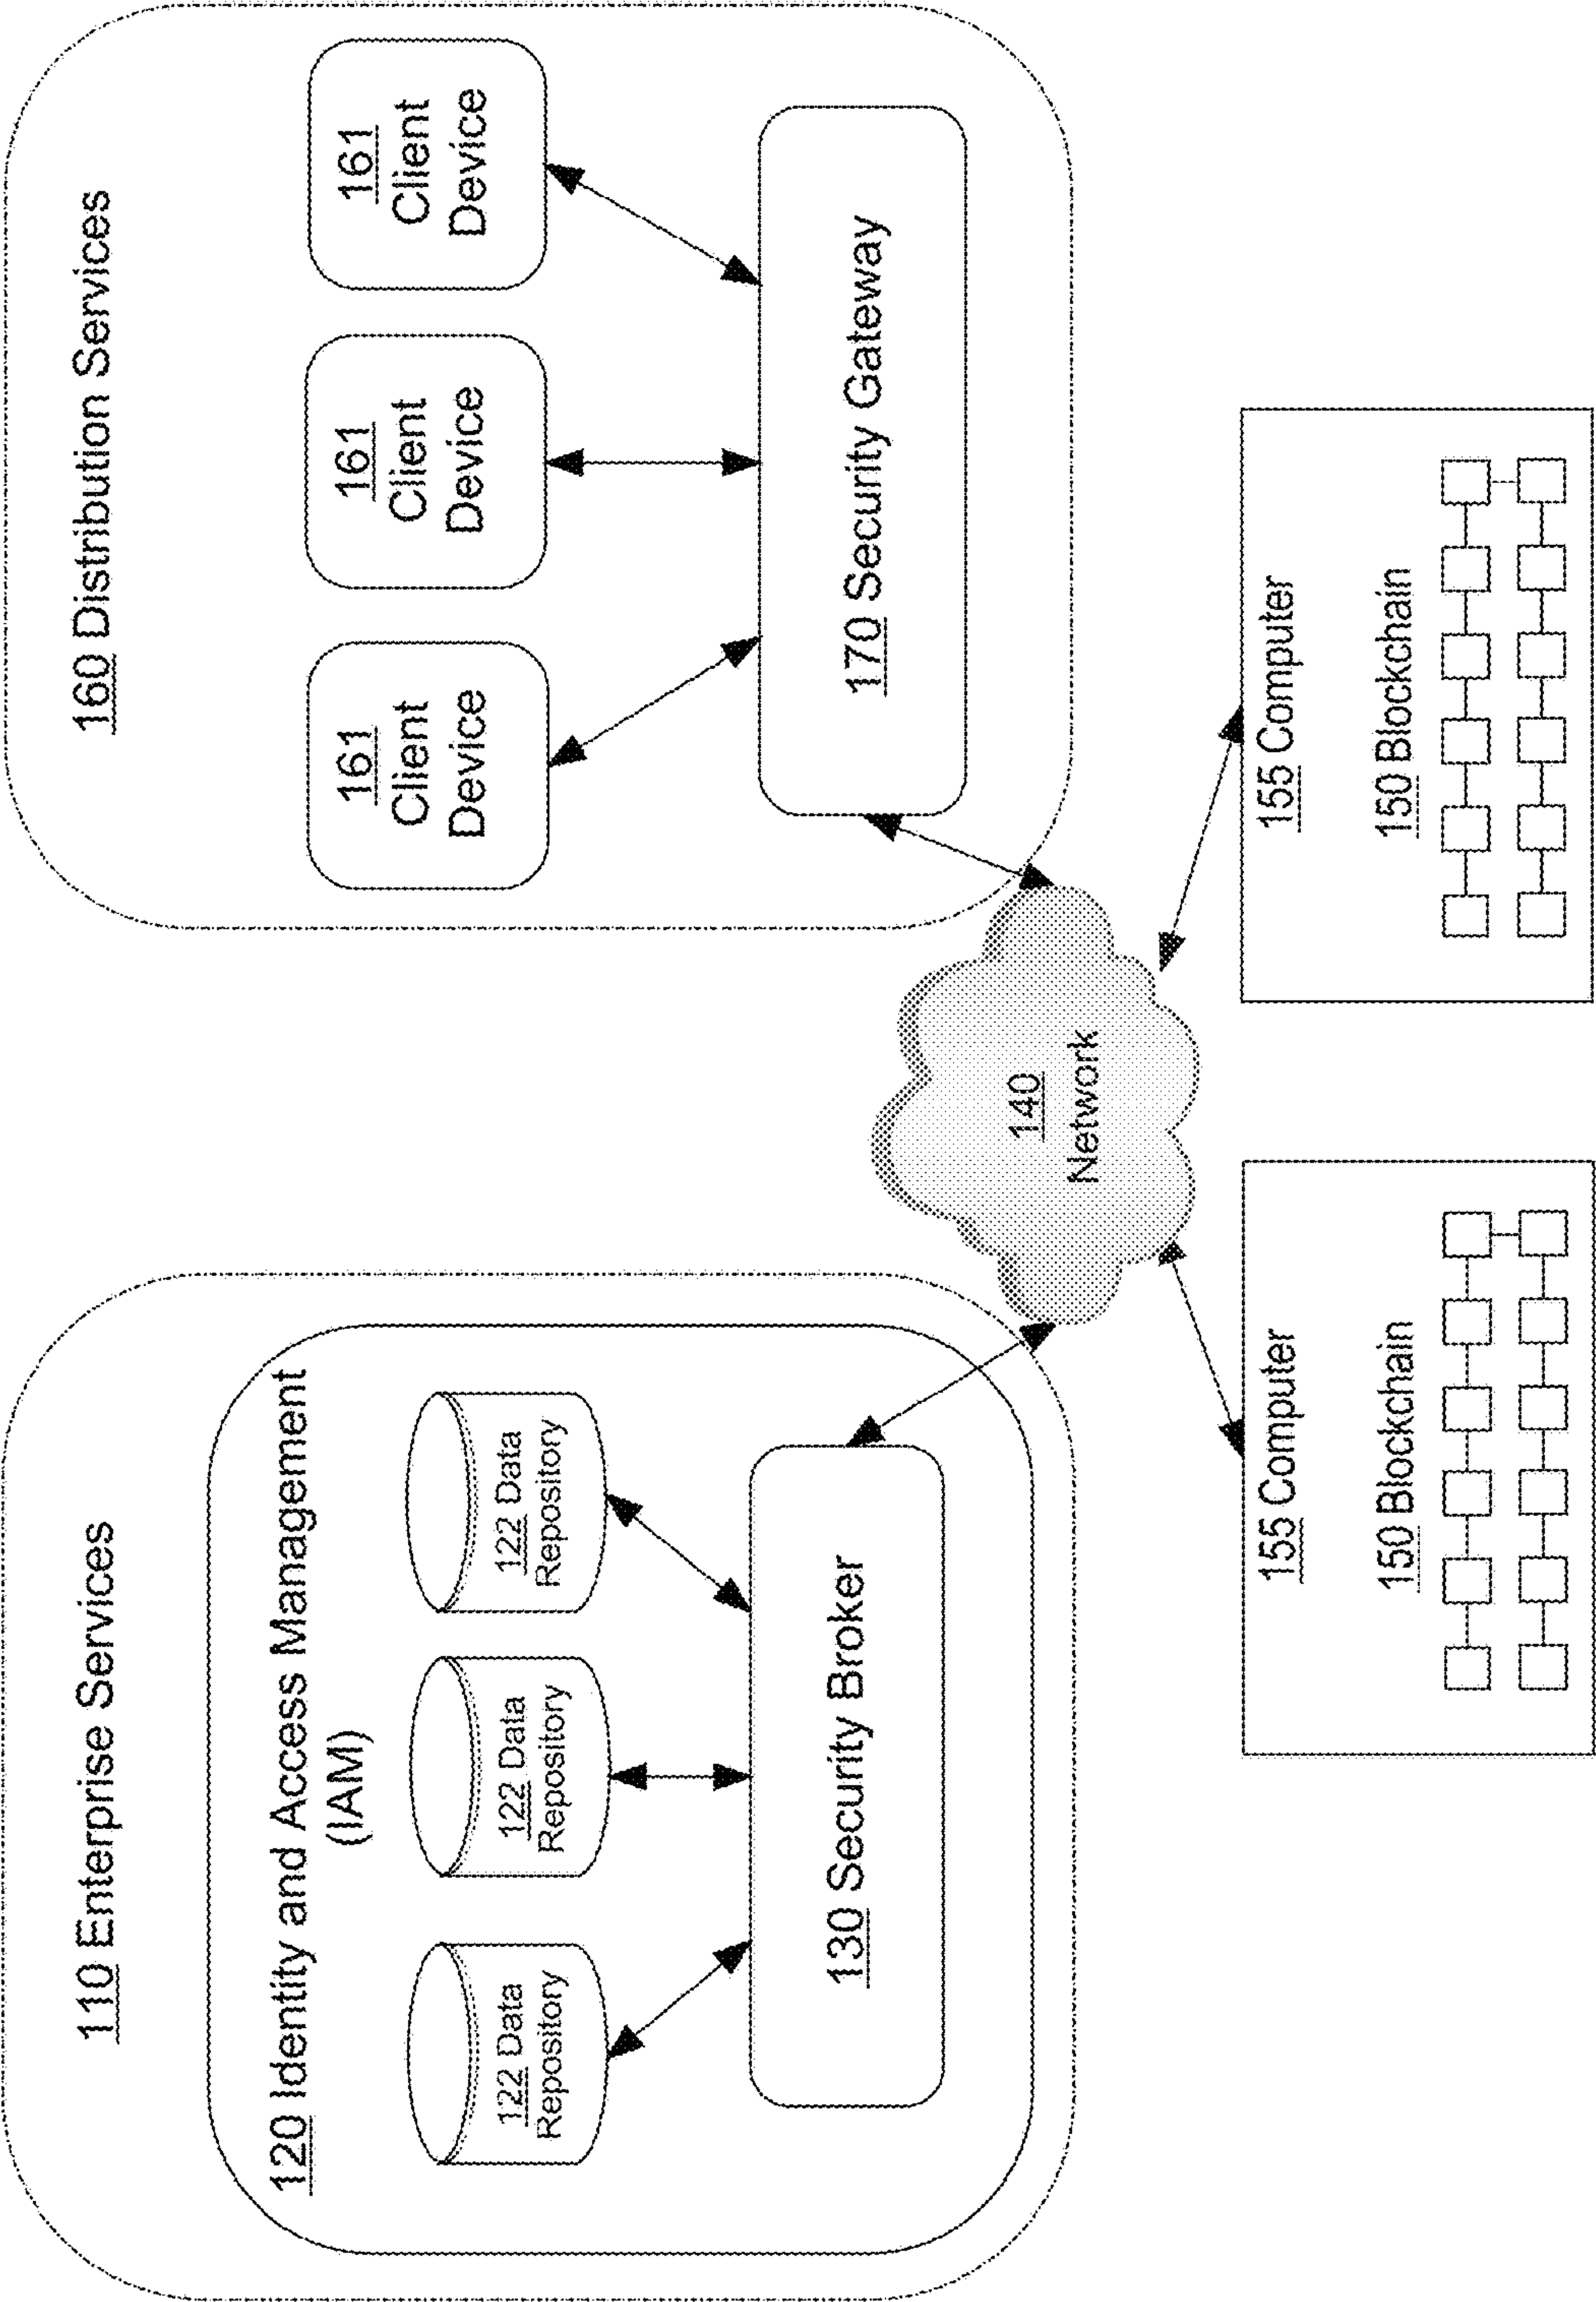 110 Enterprise Services
120 Identity and Access Management
(IAM)
122 Data
Repository
122 Data
Repository
122 Data
Repository
130 Security Broker
160 Distribution Services
161
Client
Device
161
Client
Device
161
Client
Device
170 Security Gateway
140
Network
155 Computer
150 Blockchain
155 Computer
150 Blockchain